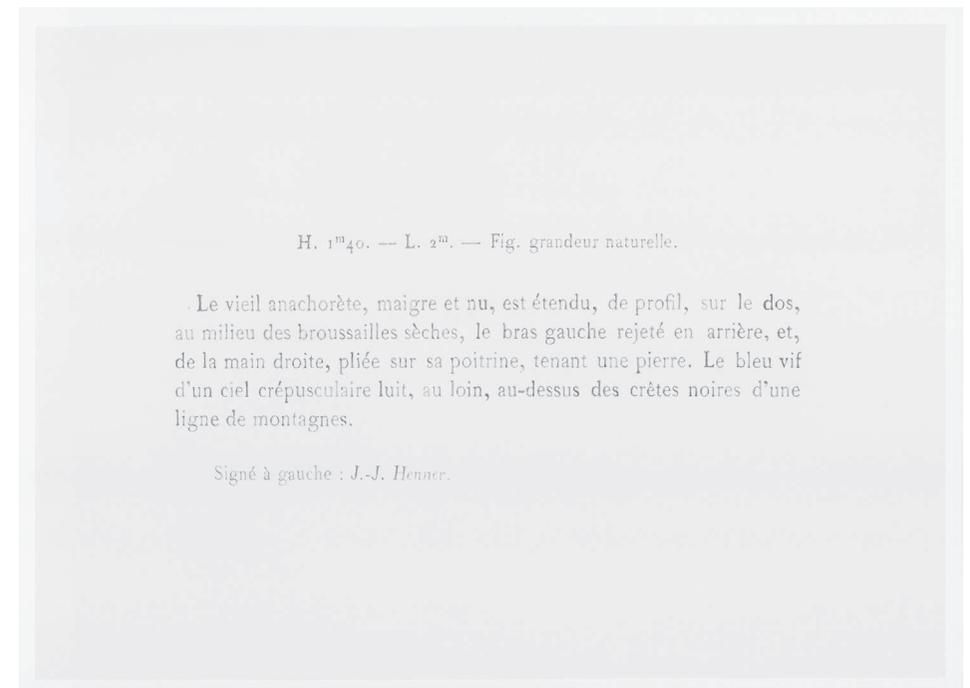 H. 1ᵐ40. — L. 2ᵐ. — Fig. grandeur naturelle.
Le vieil anachorète, maigre et nu, est étendu, de profil, sur le dos,
au milieu des broussailles sèches, le bras gauche rejeté en arrière, et,
de la main droite, pliée sur sa poitrine, tenant une pierre. Le bleu vif
d'un ciel crépusculaire luit, au loin, au-dessus des crêtes noires d'une
ligne de montagnes.
Signé à gauche : J.-J. Henner.